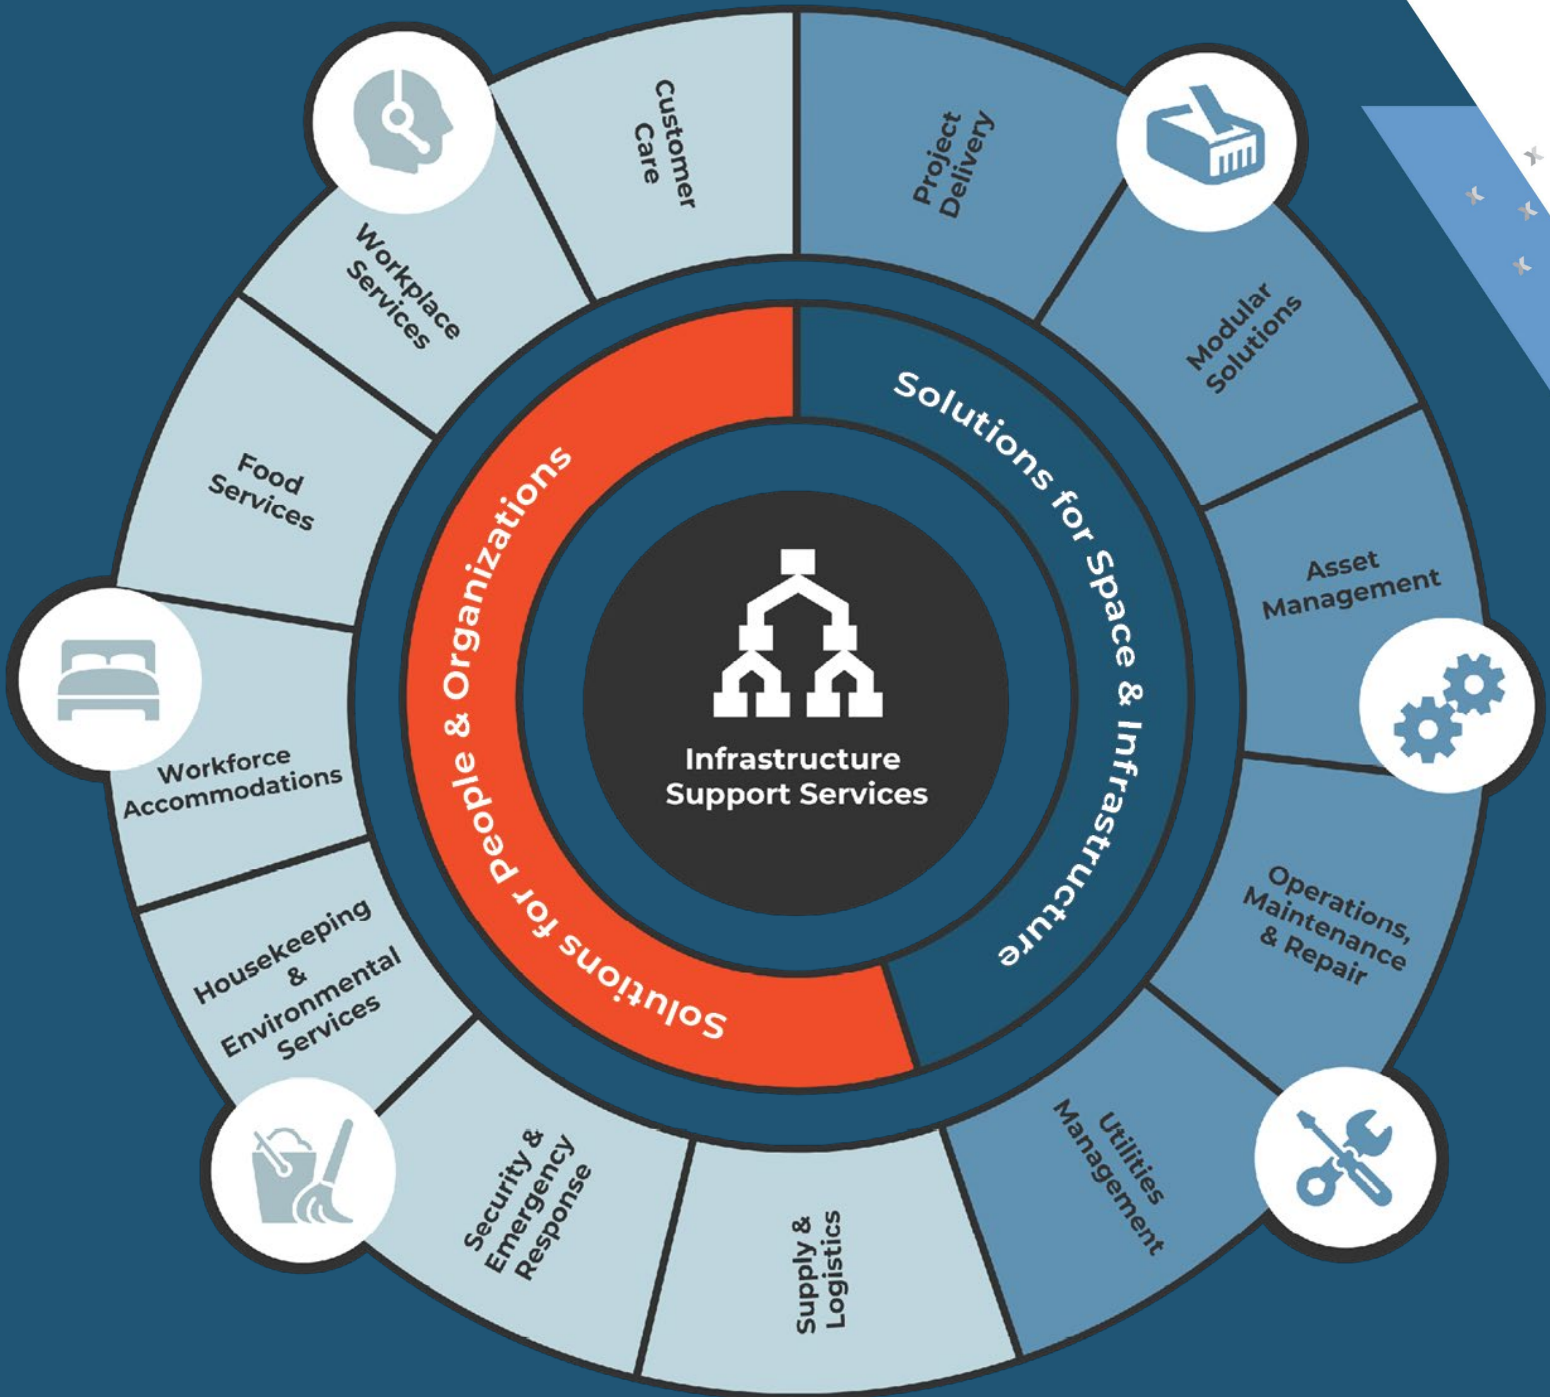 Infrastructure
Support Services
Solutions for Space & Infrastructure
Solutions for People & Organizations
Project
Delivery
Modular
Solutions
Asset
Management
Operations,
Maintenance
& Repair
Utilities
Management
Supply &
Logistics
Security &
Emergency
Response
Housekeeping
&
Environmental
Services
Workforce
Accommodations
Food
Services
Workplace
Services
Customer
Care